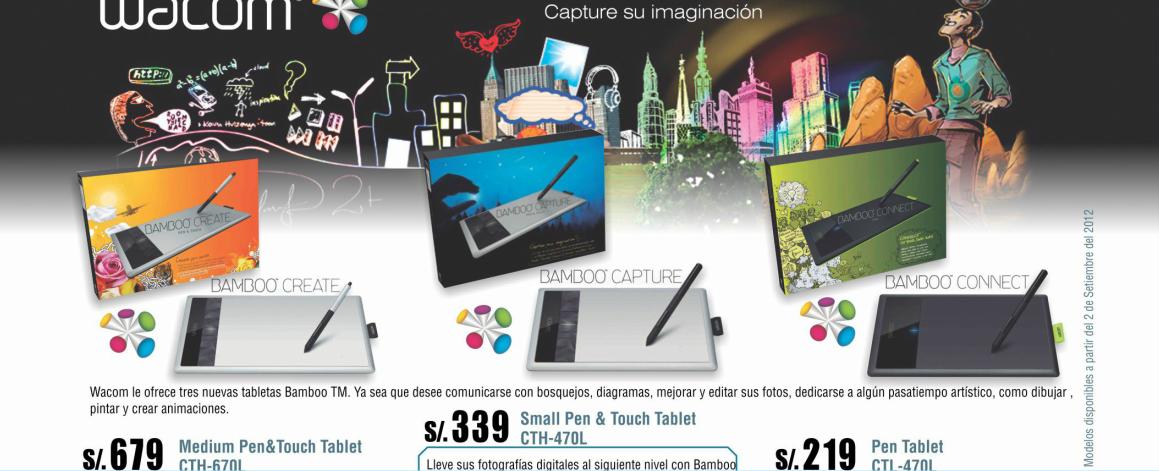 wacom
Capture su imaginación
http://
cloud
BAMBOO CREATE
PEN & TOUCH
BAMBOO CAPTURE
BAMBOO CONNECT
BAMBOO CREATE
BAMBOO CAPTURE
BAMBOO CONNECT
Wacom le ofrece tres nuevas tabletas Bamboo TM. Ya sea que desee comunicarse con bosquejos, diagramas, mejorar y editar sus fotos, dedicarse a algún pasatiempo artístico, como dibujar ,
pintar y crear animaciones.
S/.679
Medium Pen&Touch Tablet
CTH-670L
S/.339
Small Pen & Touch Tablet
CTH-470L
Lleve sus fotografías digitales al siguiente nivel con Bamboo
S/.219
Pen Tablet
CTL-470L
Modelos disponibles a partir del 2 de Setiembre del 2012